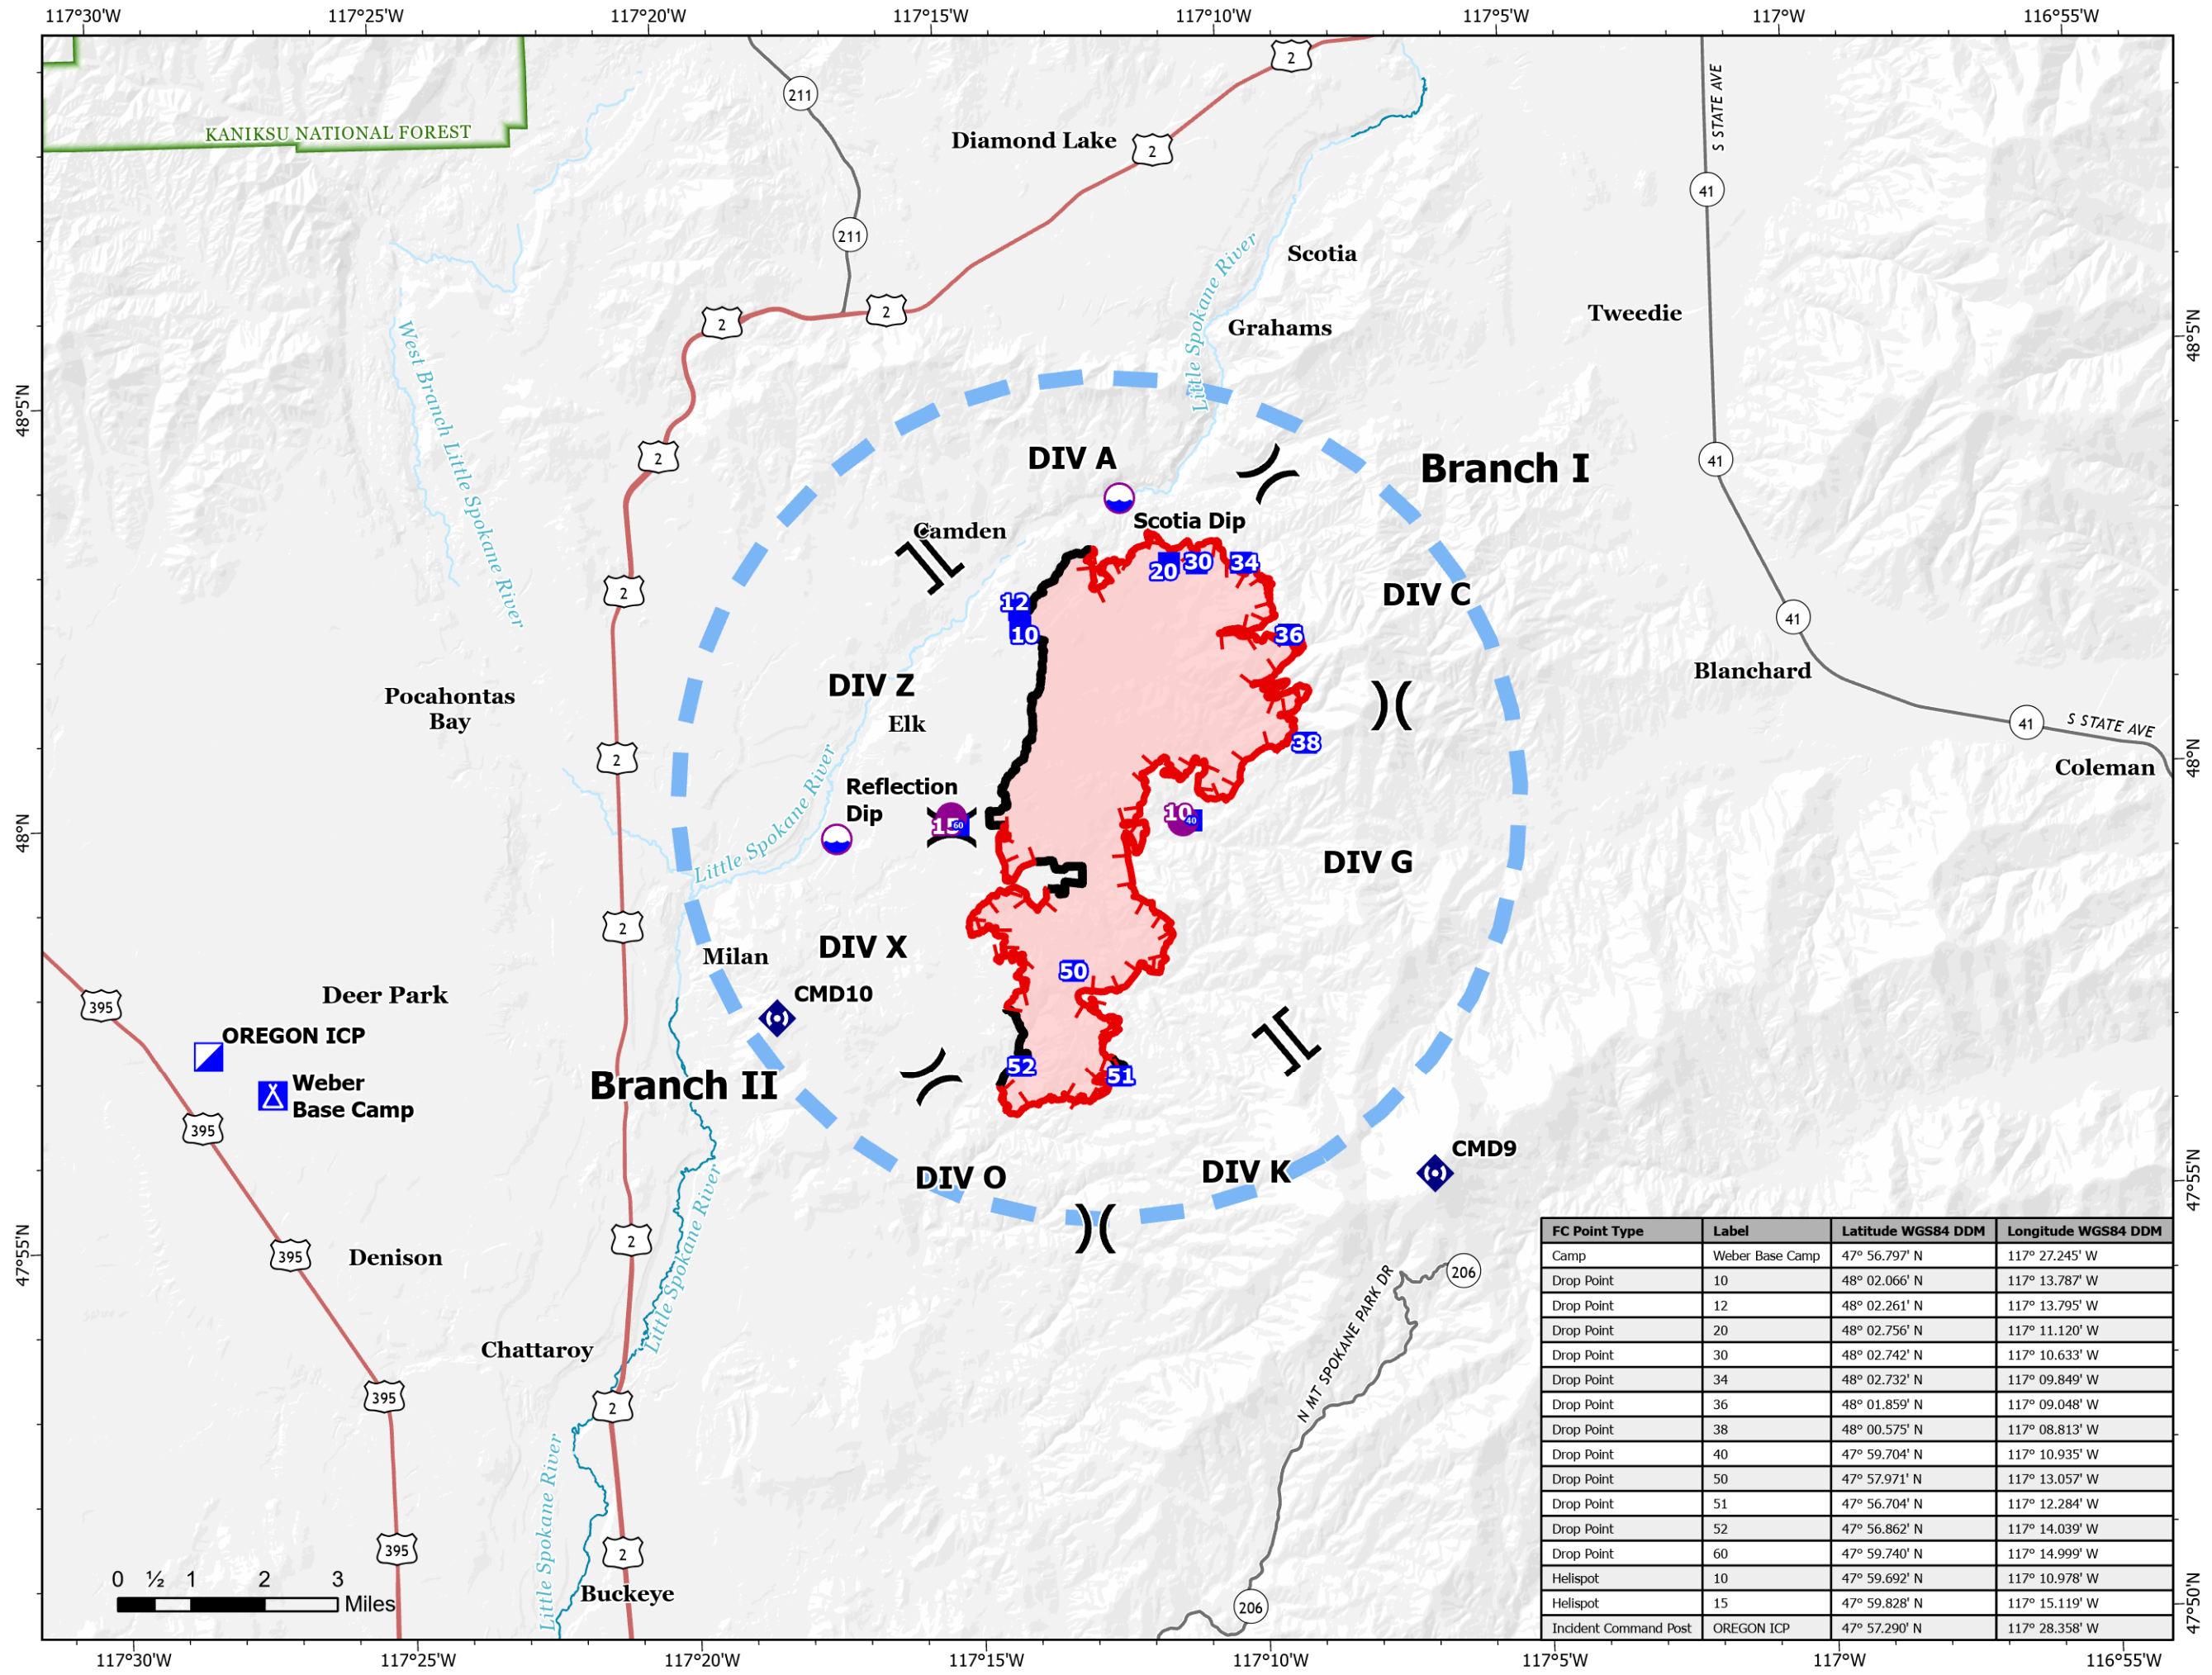 117°30'W
117°25'W
117°20'W
117°15'W
117°10'W
117°5'W
117°W
116°55'W
KANIKSU NATIONAL FOREST
211
2
S STATE AVE
Diamond Lake
2
41
211
Scotia
Little Spokane River
Tweedie
2
2
Grahams
48°5'N
West Branch Little Spokane River
48°5'N
2
DIV A
Branch I
41
Camden
Scotia Dip
20
30
34
2
DIV C
12
10
36
41
Blanchard
DIV Z
Pocahontas
Bay
Elk
41
S STATE AVE
2
38
Coleman
48°N
Reflection
Dip
15
60
10
40
48°N
Little Spokane River
DIV G
2
DIV X
Milan
50
CMD10
Deer Park
395
OREGON ICP
52
51
Weber
Base Camp
Branch II
395
CMD9
DIV O
DIV K
47°55'N
Little Spokane River
47°55'N
2
395
Denison
206
N MT SPOKANE PARK DR
Chattaroy
395
2
Little Spokane River
395
2
Buckeye
206
0 ½ 1 2 3
Miles
FC Point Type Label Latitude WGS84 DDM Longitude WGS84 DDM
Camp Weber Base Camp 47° 56.797' N 117° 27.245' W
Drop Point 10 48° 02.066' N 117° 13.787' W
Drop Point 12 48° 02.261' N 117° 13.795' W
Drop Point 20 48° 02.756' N 117° 11.120' W
Drop Point 30 48° 02.742' N 117° 10.633' W
Drop Point 34 48° 02.732' N 117° 09.849' W
Drop Point 36 48° 01.859' N 117° 09.048' W
Drop Point 38 48° 00.575' N 117° 08.813' W
Drop Point 40 47° 59.704' N 117° 10.935' W
Drop Point 50 47° 57.971' N 117° 13.057' W
Drop Point 51 47° 56.704' N 117° 12.284' W
Drop Point 52 47° 56.862' N 117° 14.039' W
Drop Point 60 47° 59.740' N 117° 14.999' W
Helispot 10 47° 59.692' N 117° 10.978' W
Helispot 15 47° 59.828' N 117° 15.119' W
Incident Command Post OREGON ICP 47° 57.290' N 117° 28.358' W
47°50'N
117°30'W
117°25'W
117°20'W
117°15'W
117°10'W
117°5'W
117°W
116°55'W